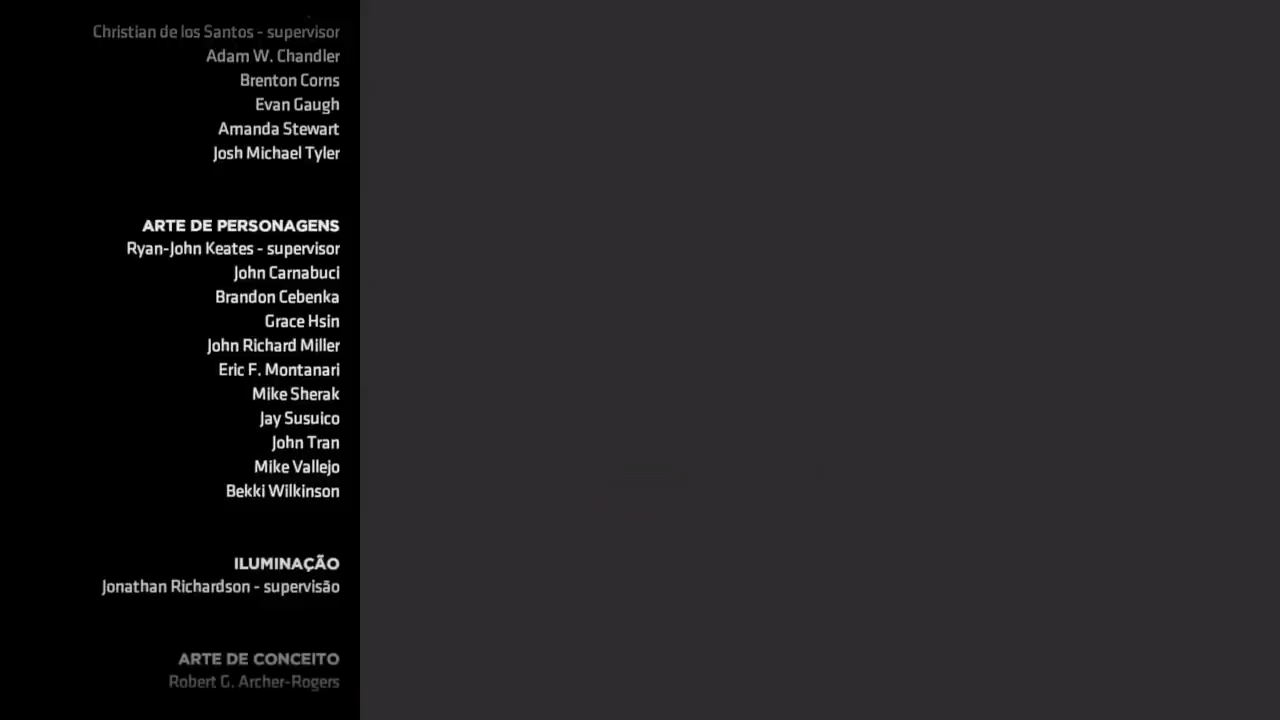 Christian de los Santos - supervisor
Adam W. Chandler
Brenton Corns
Evan Gaugh
Amanda Stewart
Josh Michael Tyler
ARTE DE PERSONAGENS
Ryan-John Keates - supervisor
John Carnabuci
Brandon Cebenka
Grace Hsin
John Richard Miller
Eric F. Montanari
Mike Sherak
Jay Susuico
John Tran
Mike Vallejo
Bekki Wilkinson
ILUMINAÇÃO
Jonathan Richardson - supervisão
ARTE DE CONCEITO
Robert G. Archer-Rogers